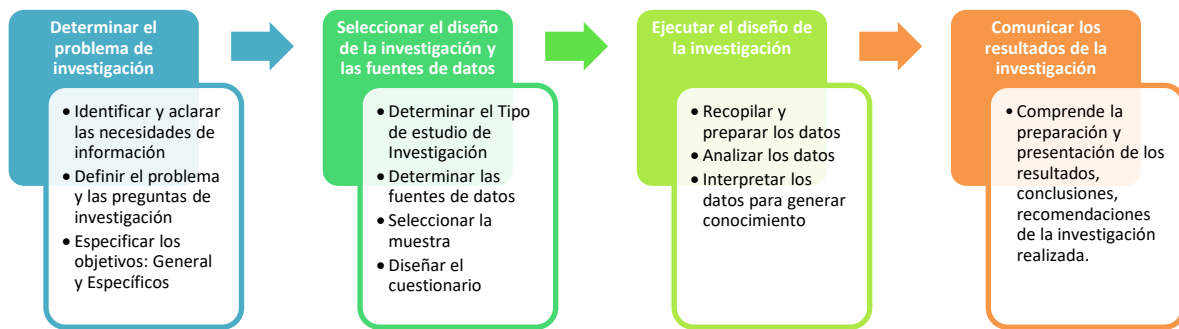 Determinar el
problema de
investigación
• Identificar y aclarar
las necesidades de
información
• Definir el problema
y las preguntas de
investigación
• Especificar los
objetivos: General
y Específicos
Seleccionar el diseño
de la investigación y
las fuentes de datos
• Determinar el Tipo
de estudio de
Investigación
• Determinar las
fuentes de datos
• Seleccionar la
muestra
• Diseñar el
cuestionario
Ejecutar el diseño de
la investigación
• Recopilar y
preparar los datos
• Analizar los datos
• Interpretar los
datos para generar
conocimiento
Comunicar los
resultados de la
investigación
• Comprende la
preparación y
presentación de los
resultados,
conclusiones,
recomendaciones
de la investigación
realizada.